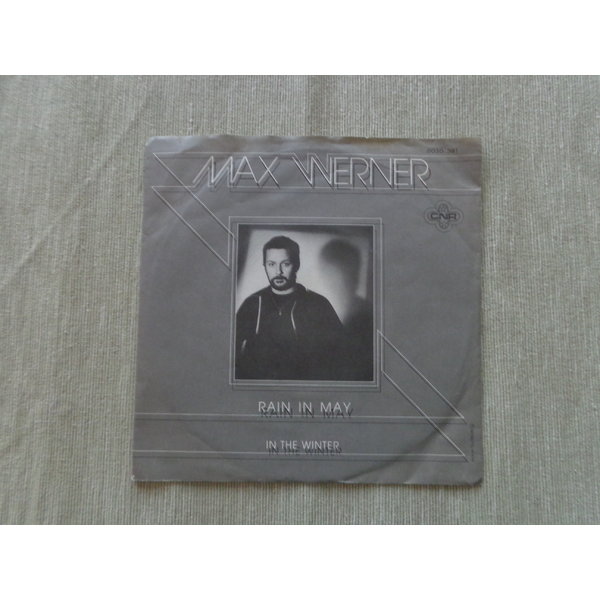 MAX WERNER
CNR
RAIN IN MAY
IN THE WINTER